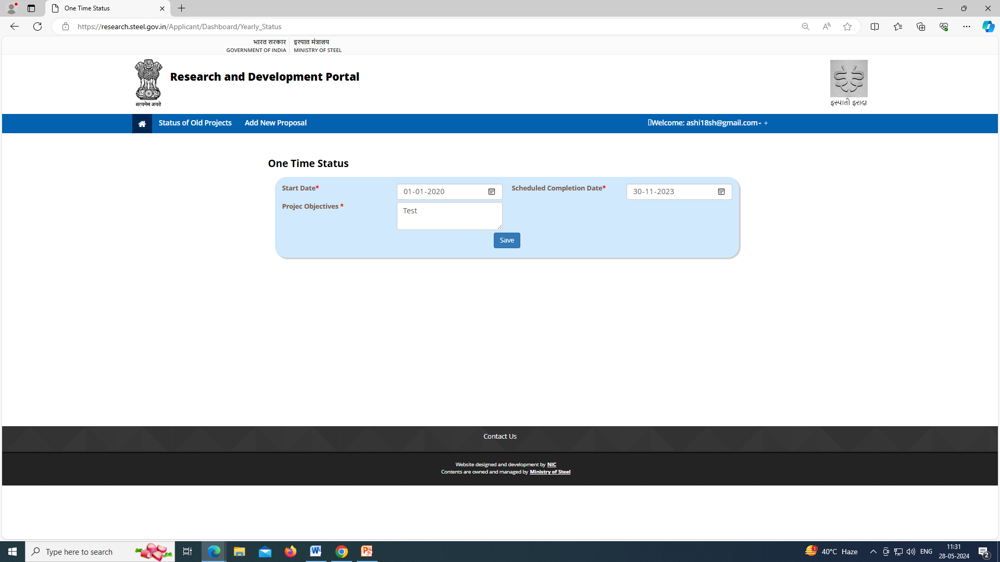 One Time Status
https://research.steel.gov.in/Applicant/Dashboard/Yearly_Status
भारत सरकार
GOVERNMENT OF INDIA
इस्पात मंत्रालय
MINISTRY OF STEEL
सत्यमेव जयते
Research and Development Portal
इस्पाती इरादा
Status of Old Projects
Add New Proposal
Welcome: ashi18sh@gmail.com +
One Time Status
Start Date* 01-01-2020 Scheduled Completion Date* 30-11-2023
Projec Objectives * Test
Save
Contact Us
Website designed and development by NIC
Contents are owned and managed by Ministry of Steel
Type here to search
1
40°C Haze
ENG
11:31
28-05-2024
2